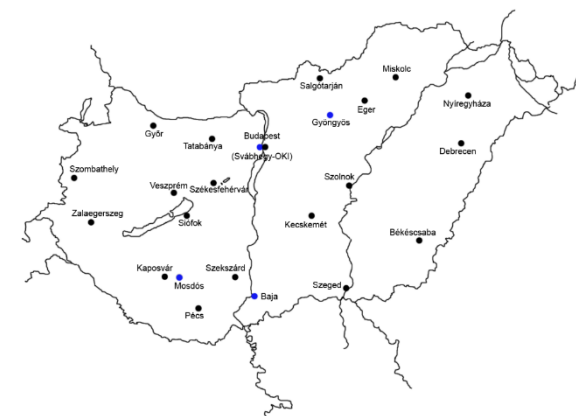 Miskolc
Salgótarján
Nyíregyháza
Eger
Gyöngyös
Győr
Budapest
(Svábhegy-OKI)
Tatabánya
Debrecen
Szombathely
Szolnok
Veszprém
Székesfehérvár
Zalaegerszeg
Siófok
Kecskemét
Békéscsaba
Kaposvár
Szekszárd
Mosdós
Szeged
Baja
Pécs